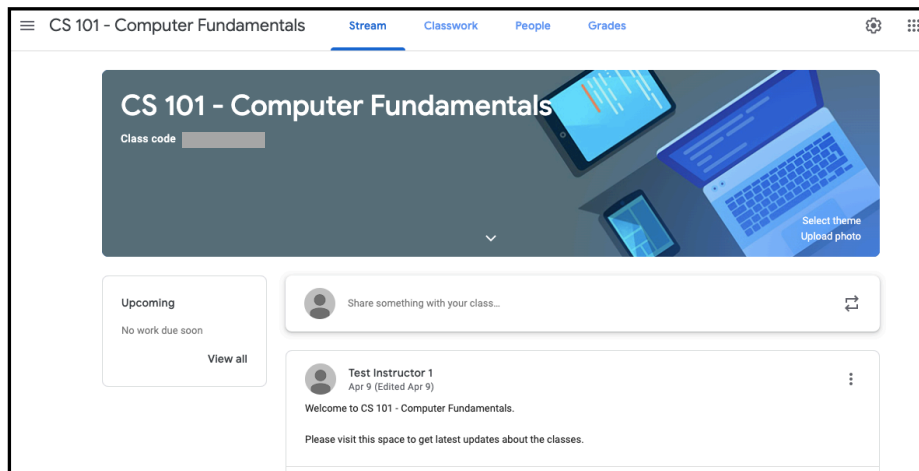 CS 101 - Computer Fundamentals
Stream
Classwork
People
Grades
CS 101 - Computer Fundamentals
Class code
Select theme
Upload photo
Upcoming
No work due soon
View all
Share something with your class...
Test Instructor 1
Apr 9 (Edited Apr 9)
Welcome to CS 101 - Computer Fundamentals.
Please visit this space to get latest updates about the classes.